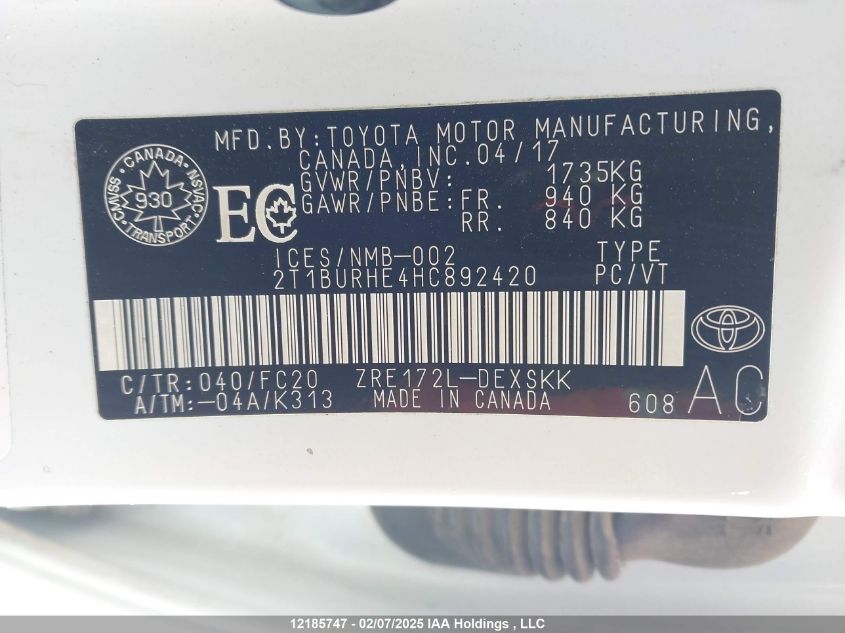 MFD.BY:TOYOTA MOTOR MANUFACTURING,
CANADA,INC.04/17
GVWR/PNBV: 1735KG
GAWR/PNBE:FR. 940 KG
RR. 840 KG
CANADA
CMVSS
NSVAC
930
TRANSPORT
EC
ICES/NMB-002 TYPE
2T1BURHE4HC892420 PC/VT
C/TR:040/FC20 ZRE172L-DEXSKK
A/TM:-04A/K313 MADE IN CANADA 608 AC
12185747 - 02/07/2025 IAA Holdings , LLC